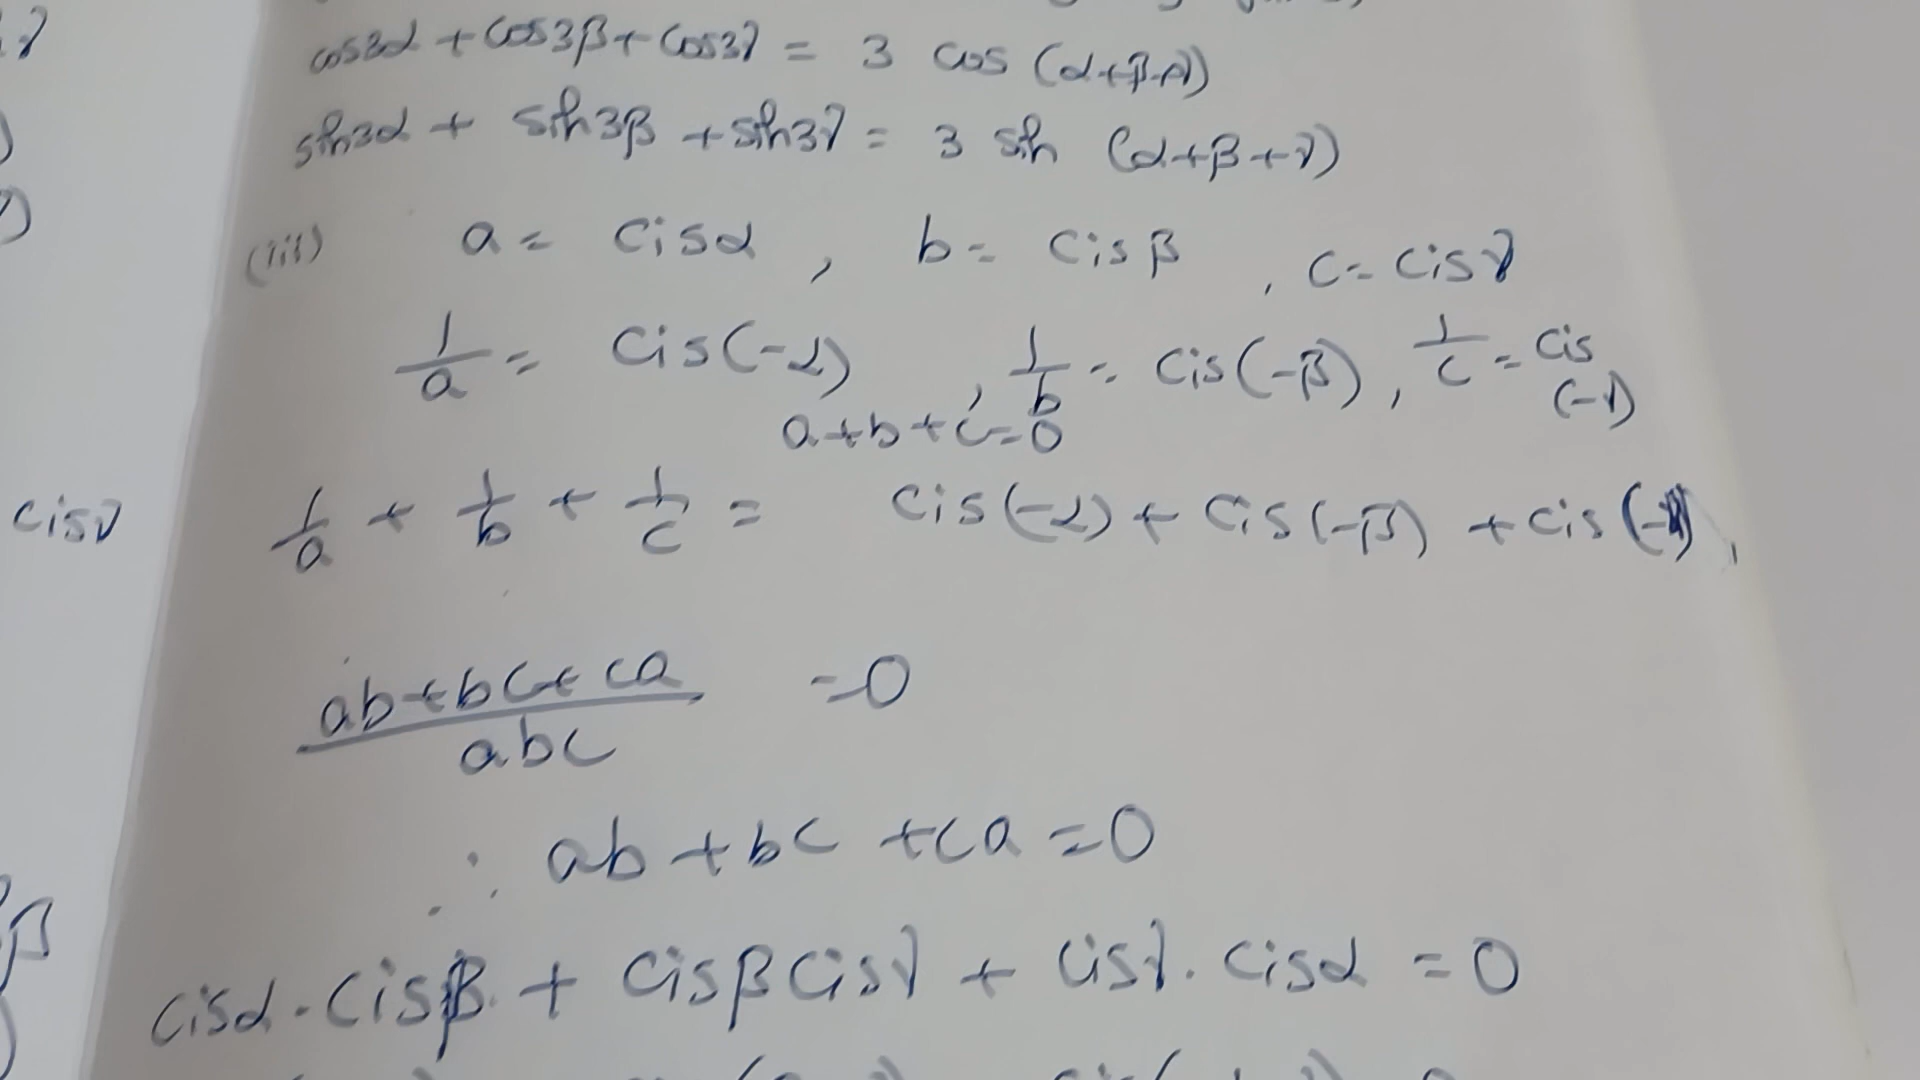 cos3α + cos3β + cos3γ = 3 cos (α+β+γ)
sin3α + sin3β + sin3γ = 3 sin (α+β+γ)
(iii) a = cisα , b = cisβ , c = cisγ
1/a = cis(-α) , 1/b = cis(-β) , 1/c = cis(-γ)
a+b+c=0
cisγ
1/a + 1/b + 1/c = cis(-α) + cis(-β) + cis(-γ),
ab+bc+ca/abc =0
∴ ab + bc + ca = 0
cisα . cisβ + cisβ cisγ + cisγ . cisα = 0